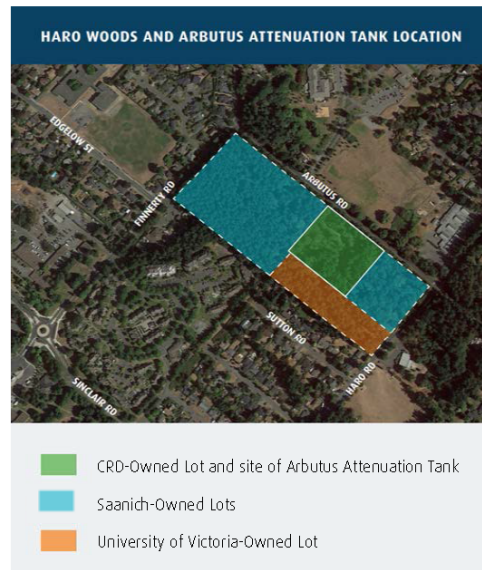 HARO WOODS AND ARBUTUS ATTENUATION TANK LOCATION
EDGELOW ST
FINNERTY RD
ARBUTUS RD
SUTTON RD
HARO RD
SINCLAIR RD
CRD-Owned Lot and site of Arbutus Attenuation Tank
Saanich-Owned Lots
University of Victoria-Owned Lot